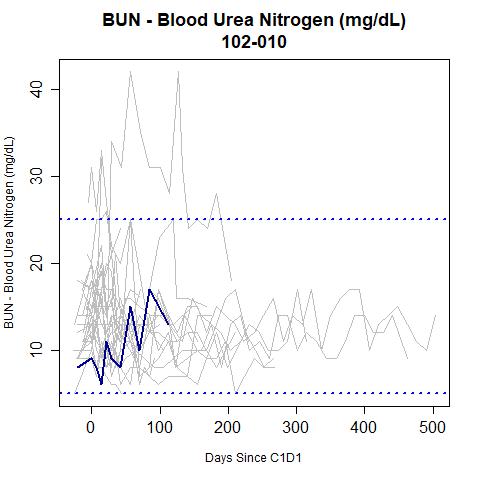 BUN - Blood Urea Nitrogen (mg/dL)
102-010
BUN - Blood Urea Nitrogen (mg/dL)
40
30
20
10
0 100 200 300 400 500
Days Since C1D1